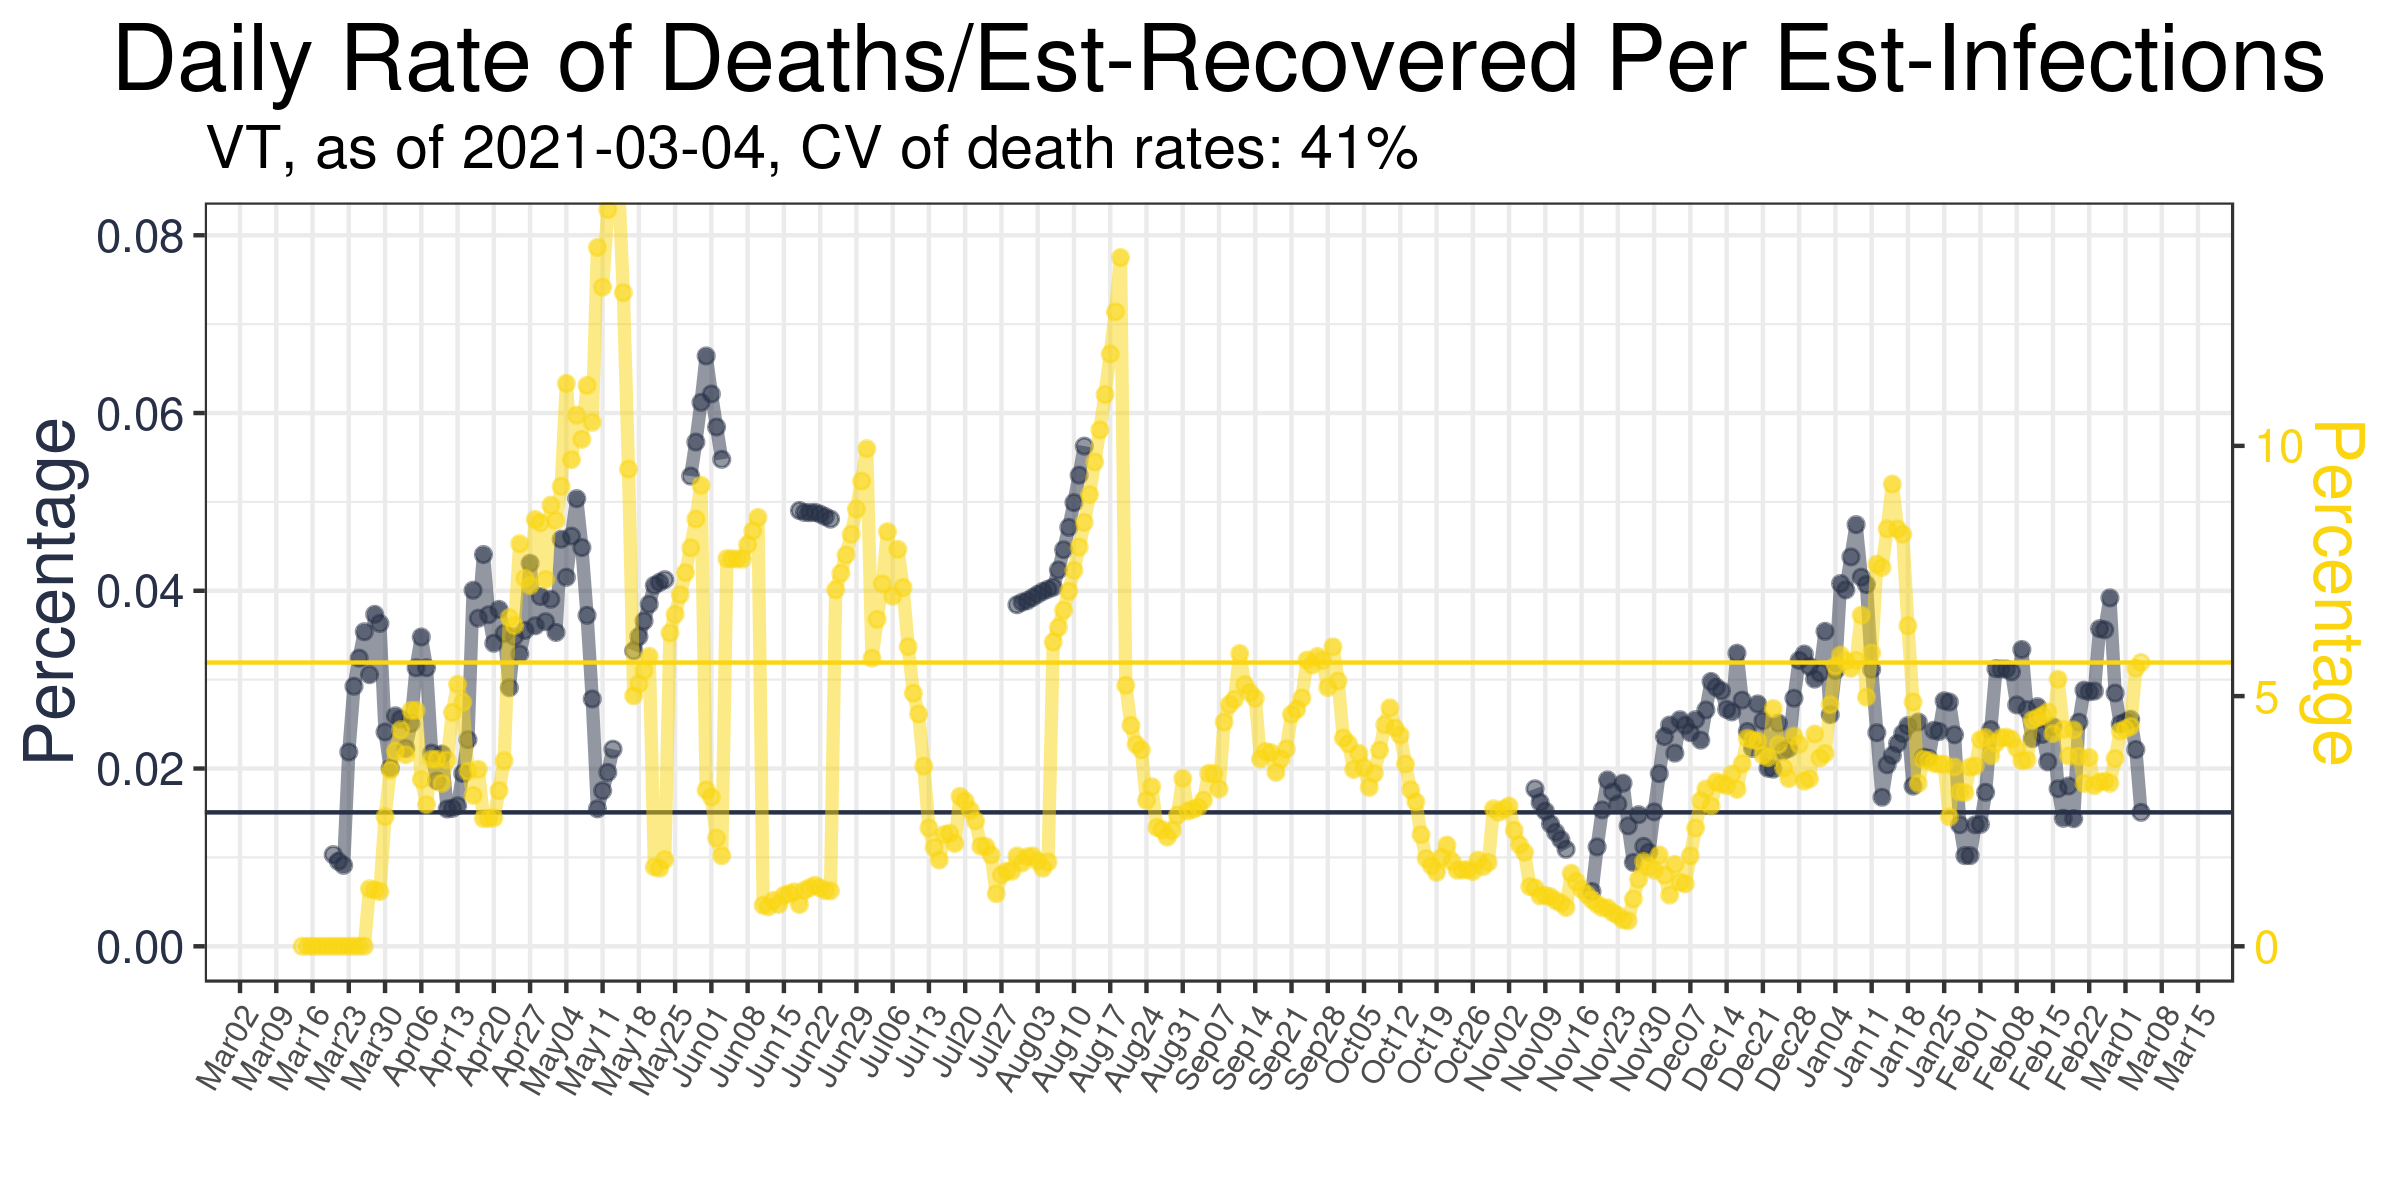 Daily Rate of Deaths/Est-Recovered Per Est-Infections
VT, as of 2021-03-04, CV of death rates: 41%
Percentage
0.08
0.06
0.04
0.02
0.00
10
5
0
Percentage
Mar02
Mar09
Mar16
Mar23
Mar30
Apr06
Apr13
Apr20
Apr27
May04
May11
May18
May25
Jun01
Jun08
Jun15
Jun22
Jun29
Jul06
Jul13
Jul20
Jul27
Aug03
Aug10
Aug17
Aug24
Aug31
Sep07
Sep14
Sep21
Sep28
Oct05
Oct12
Oct19
Oct26
Nov02
Nov09
Nov16
Nov23
Nov30
Dec07
Dec14
Dec21
Dec28
Jan04
Jan11
Jan18
Jan25
Feb01
Feb08
Feb15
Feb22
Mar01
Mar08
Mar15